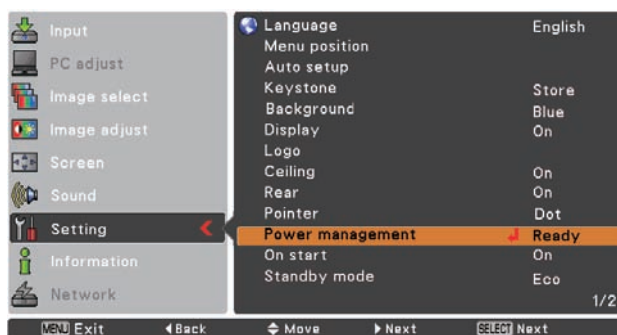 Input
PC adjust
Image select
Image adjust
Screen
Sound
Setting
Information
Network
Language English
Menu position
Auto setup
Keystone Store
Background Blue
Display On
Logo
Ceiling On
Rear On
Pointer Dot
Power management Ready
On start On
Standby mode Eco
1/2
MENU Exit Back Move Next SELECT Next